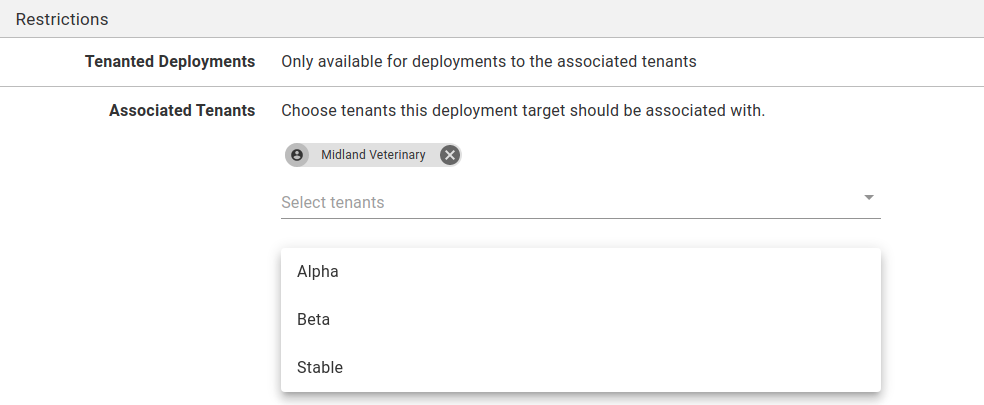 Restrictions
Tenanted Deployments Only available for deployments to the associated tenants
Associated Tenants Choose tenants this deployment target should be associated with.
Midland Veterinary
Select tenants
Alpha
Beta
Stable